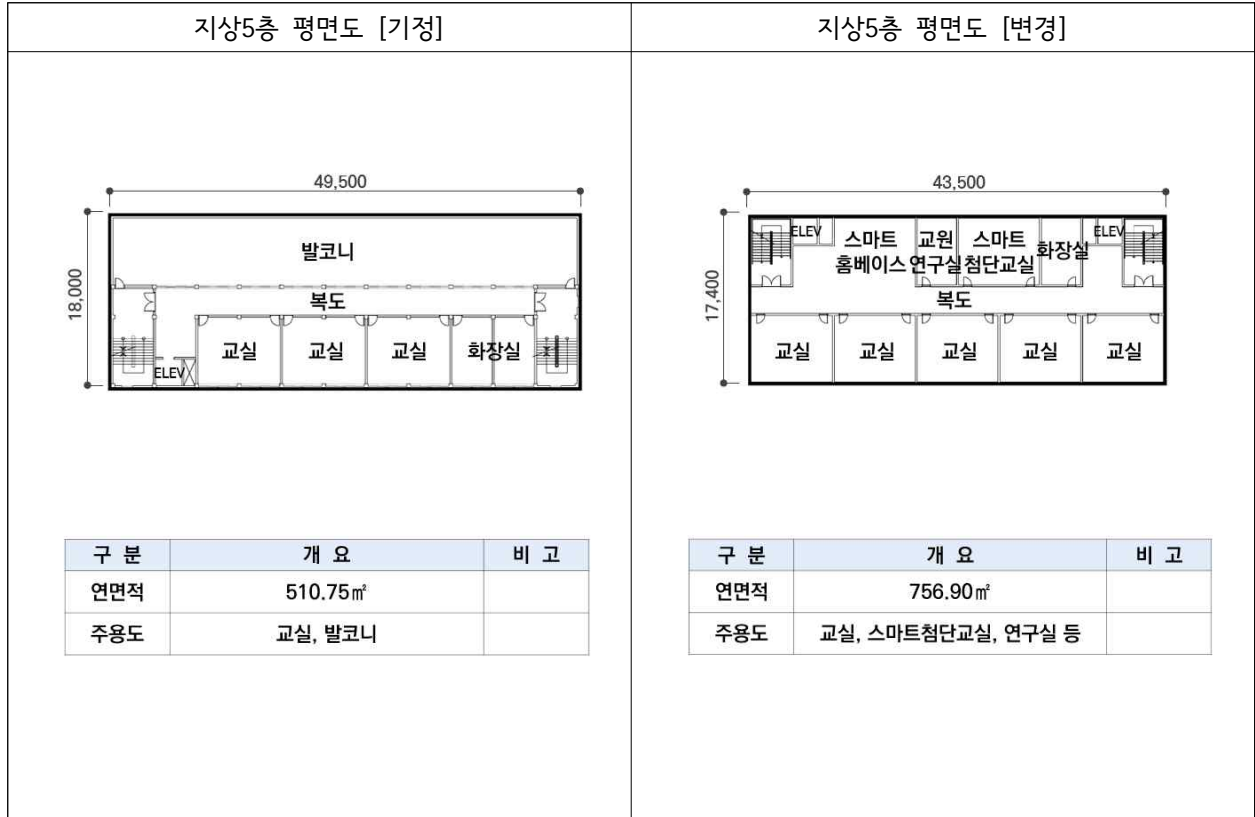 지상5층 평면도 [기정]
지상5층 평면도 [변경]
49,500
18,000
발코니
복도
교실
교실
교실
화장실
ELEV
구 분
개 요
비 고
연면적
510.75㎡
주용도
교실, 발코니
43,500
17,400
ELEV
스마트
홈베이스
교원
연구실
스마트
첨단교실
화장실
ELEV
복도
교실
교실
교실
교실
교실
구 분
개 요
비 고
연면적
756.90㎡
주용도
교실, 스마트첨단교실, 연구실 등